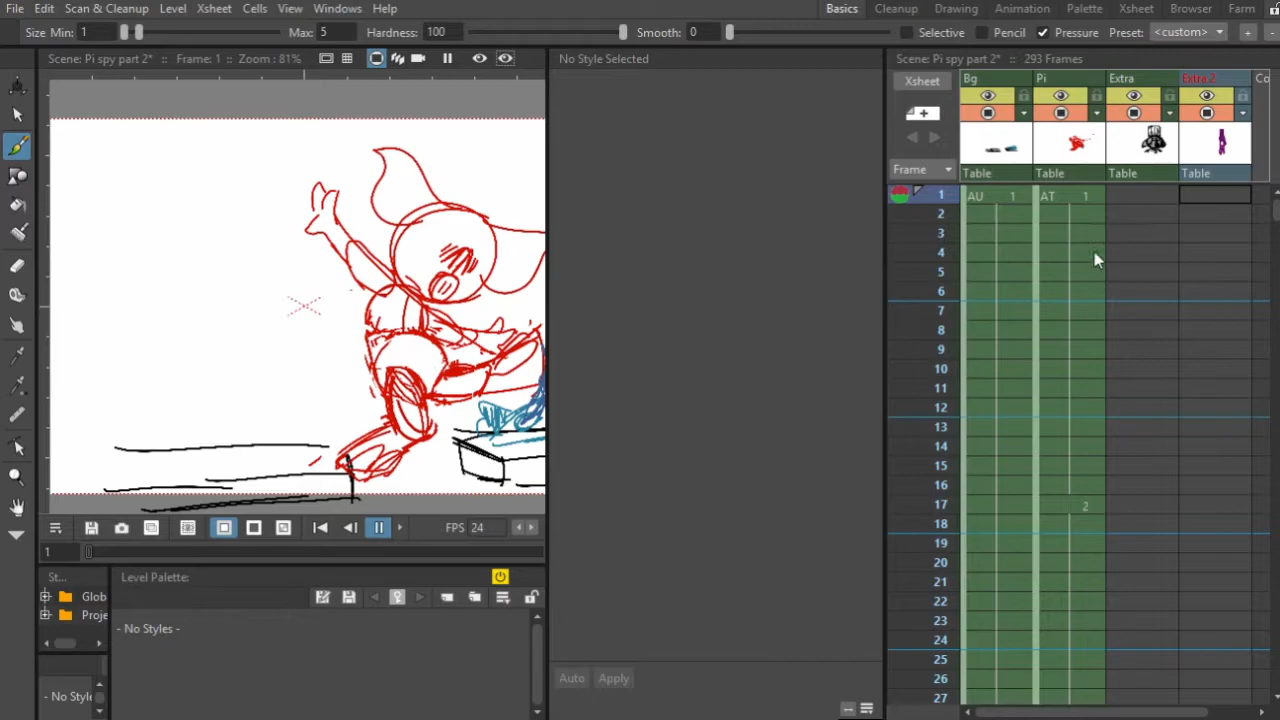 File Edit Scan & Cleanup Level Xsheet Cells View Windows Help Basics Cleanup Drawing Animation Palette Xsheet Browser Farm
Size Min: 1 Max: 5 Hardness: 100 Smooth: 0 Selective Pencil Pressure Preset: <custom> + -
Scene: Pi spy part 2* :: Frame: 1 :: Zoom : 81% No Style Selected Scene: Pi spy part 2* :: 293 Frames
Xsheet Bg Pi Extra Extra 2 Co
Frame Table Table Table Table
1 AU 1 AT 1
2
3
4
5
6
7
8
9
10
11
12
13
14
15
16
17 2
18
19
20
21
22
23
24
25
26
27
FPS 24
1
St... Level Palette:
Glob
Proje
- No Styles -
- No Style
Auto Apply